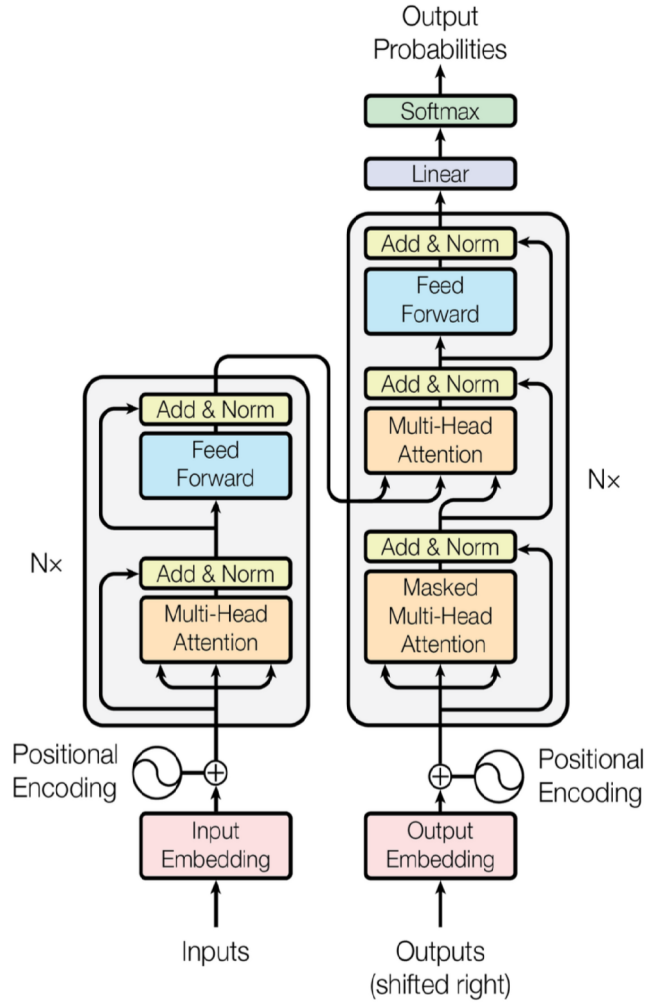 Output
Probabilities
Softmax
Linear
Add & Norm
Feed
Forward
Add & Norm
Multi-Head
Attention
Nx
Add & Norm
Masked
Multi-Head
Attention
Add & Norm
Feed
Forward
Nx
Add & Norm
Multi-Head
Attention
Positional
Encoding
Positional
Encoding
Input
Embedding
Output
Embedding
Inputs
Outputs
(shifted right)